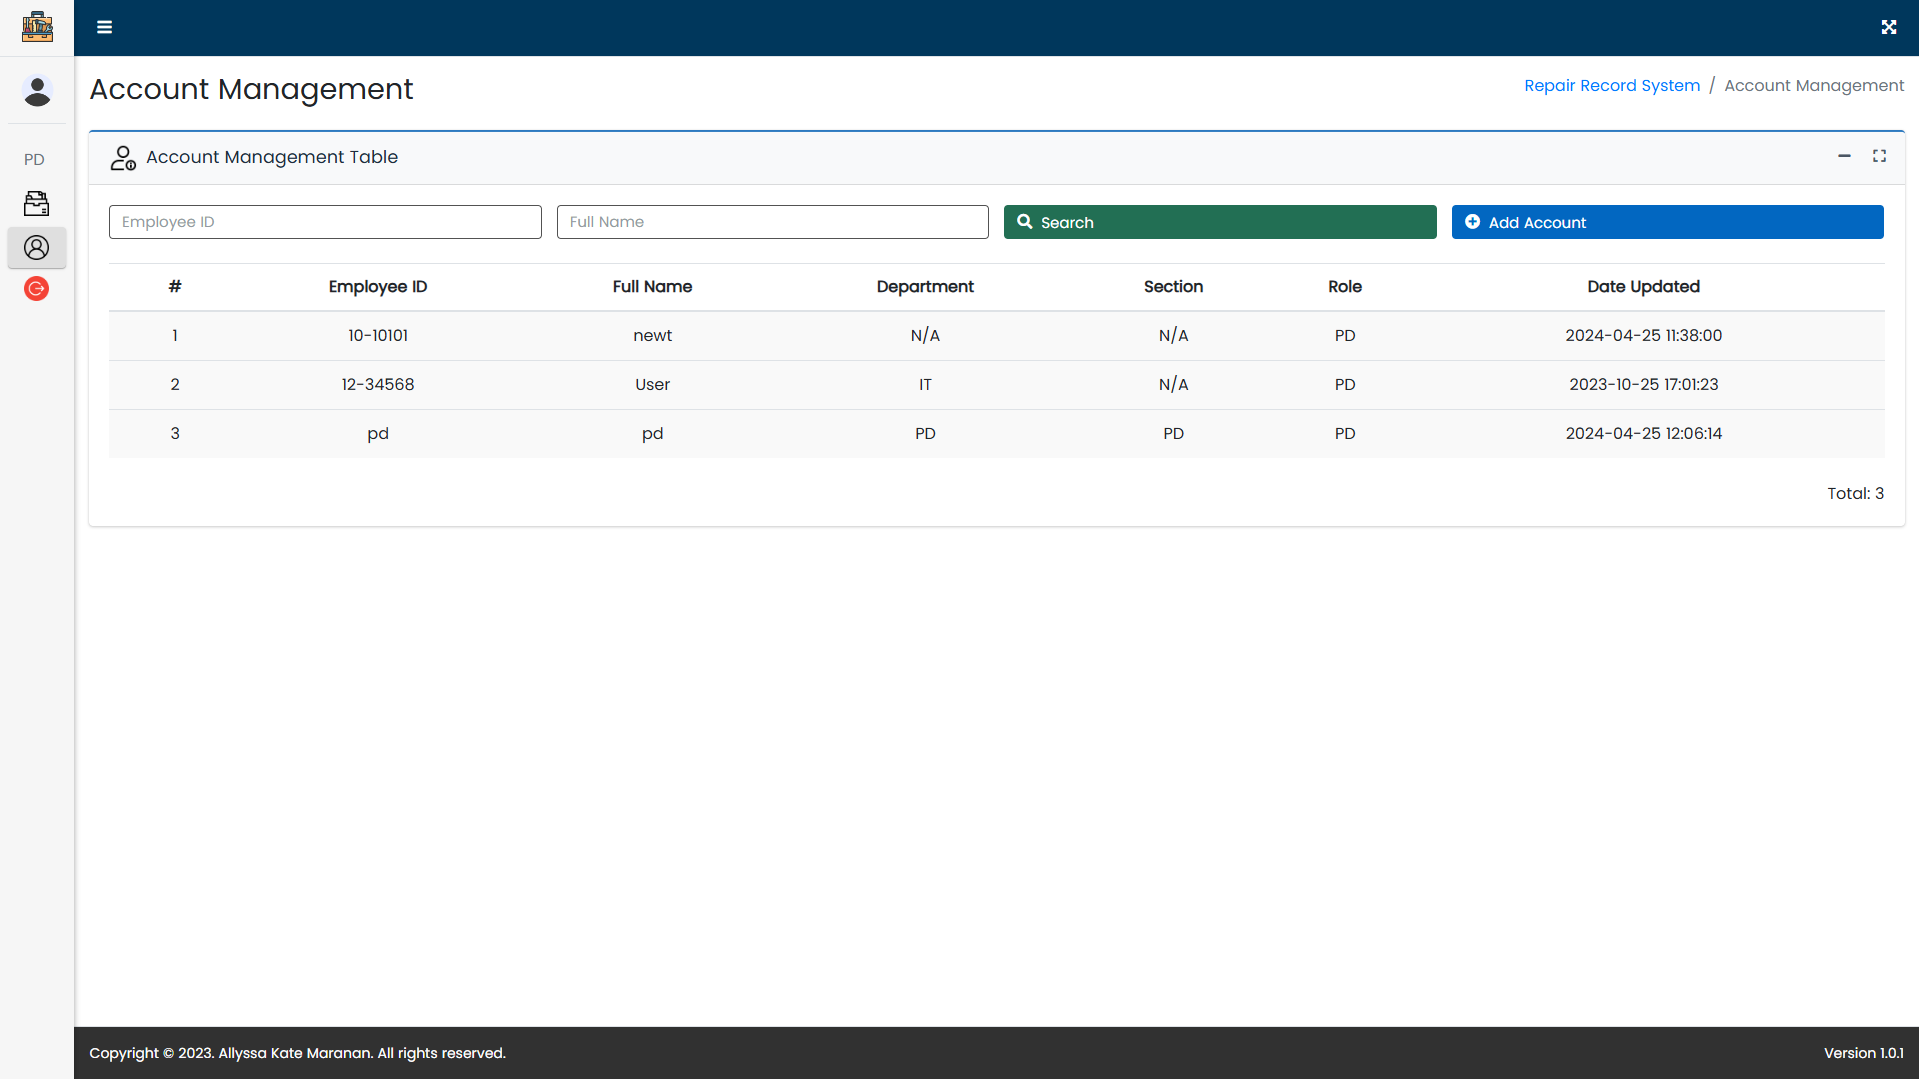 Account Management
Repair Record System / Account Management
PD
Account Management Table
Employee ID Full Name Search Add Account
# Employee ID Full Name Department Section Role Date Updated
1 10-10101 newt N/A N/A PD 2024-04-25 11:38:00
2 12-34568 User IT N/A PD 2023-10-25 17:01:23
3 pd pd PD PD PD 2024-04-25 12:06:14
Total: 3
Copyright © 2023. Allyssa Kate Maranan. All rights reserved. Version 1.0.1